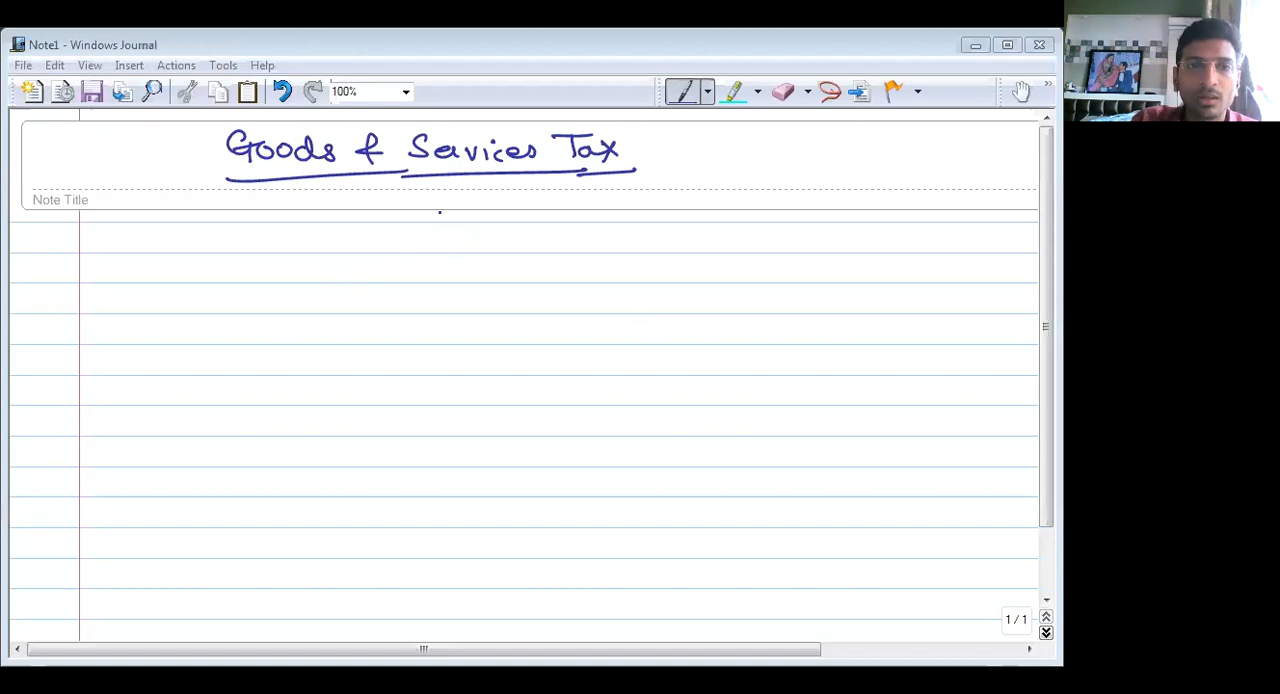 Note1 - Windows Journal
File Edit View Insert Actions Tools Help
100%
Goods & Services Tax
Note Title
1 / 1